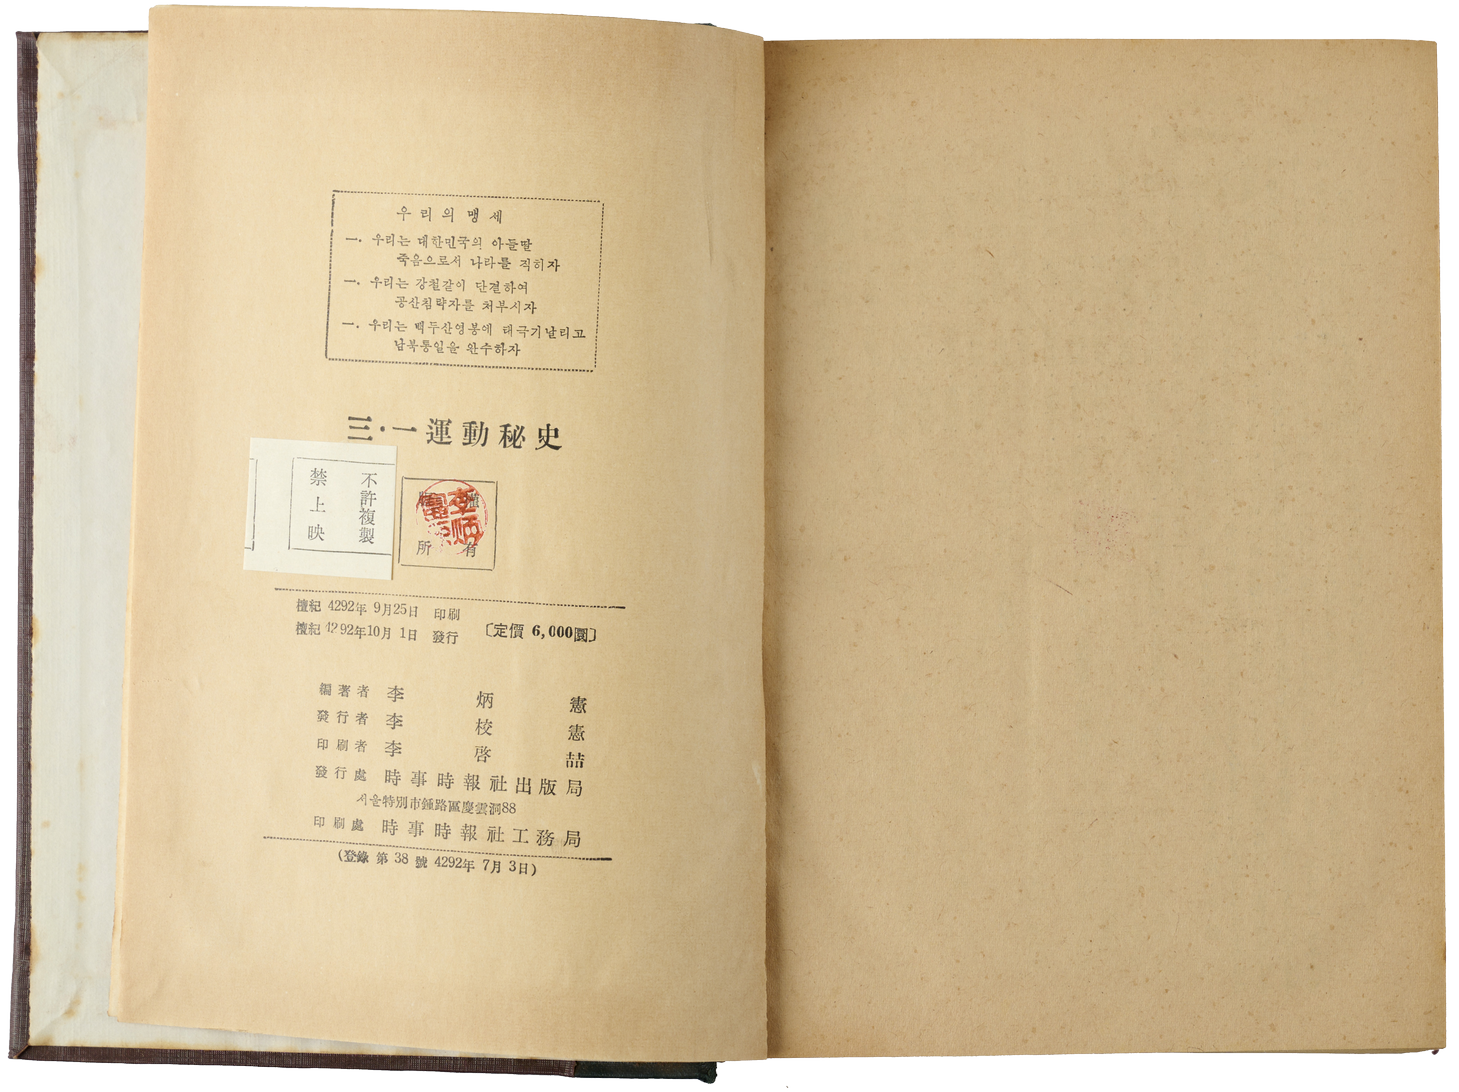 우리의 맹세
一. 우리는 대한민국의 아들딸
죽음으로서 나라를 직히자
一. 우리는 강철같이 단결하여
공산침략자를 처부시자
一. 우리는 백두산영봉에 태극기날리고
남북통일을 완수하자
三·一運動秘史
不許複製
禁上映
版權
所有
檀紀 4292年 9月25日 印刷
檀紀 4292年10月 1日 發行 〔定價 6,000圜〕
編著者 李炳憲
發行者 李校憲
印刷者 李啓喆
發行處 時事時報社出版局
서울特別市鍾路區慶雲洞88
印刷處 時事時報社工務局
(登錄 第 38 號 4292年 7月 3日)